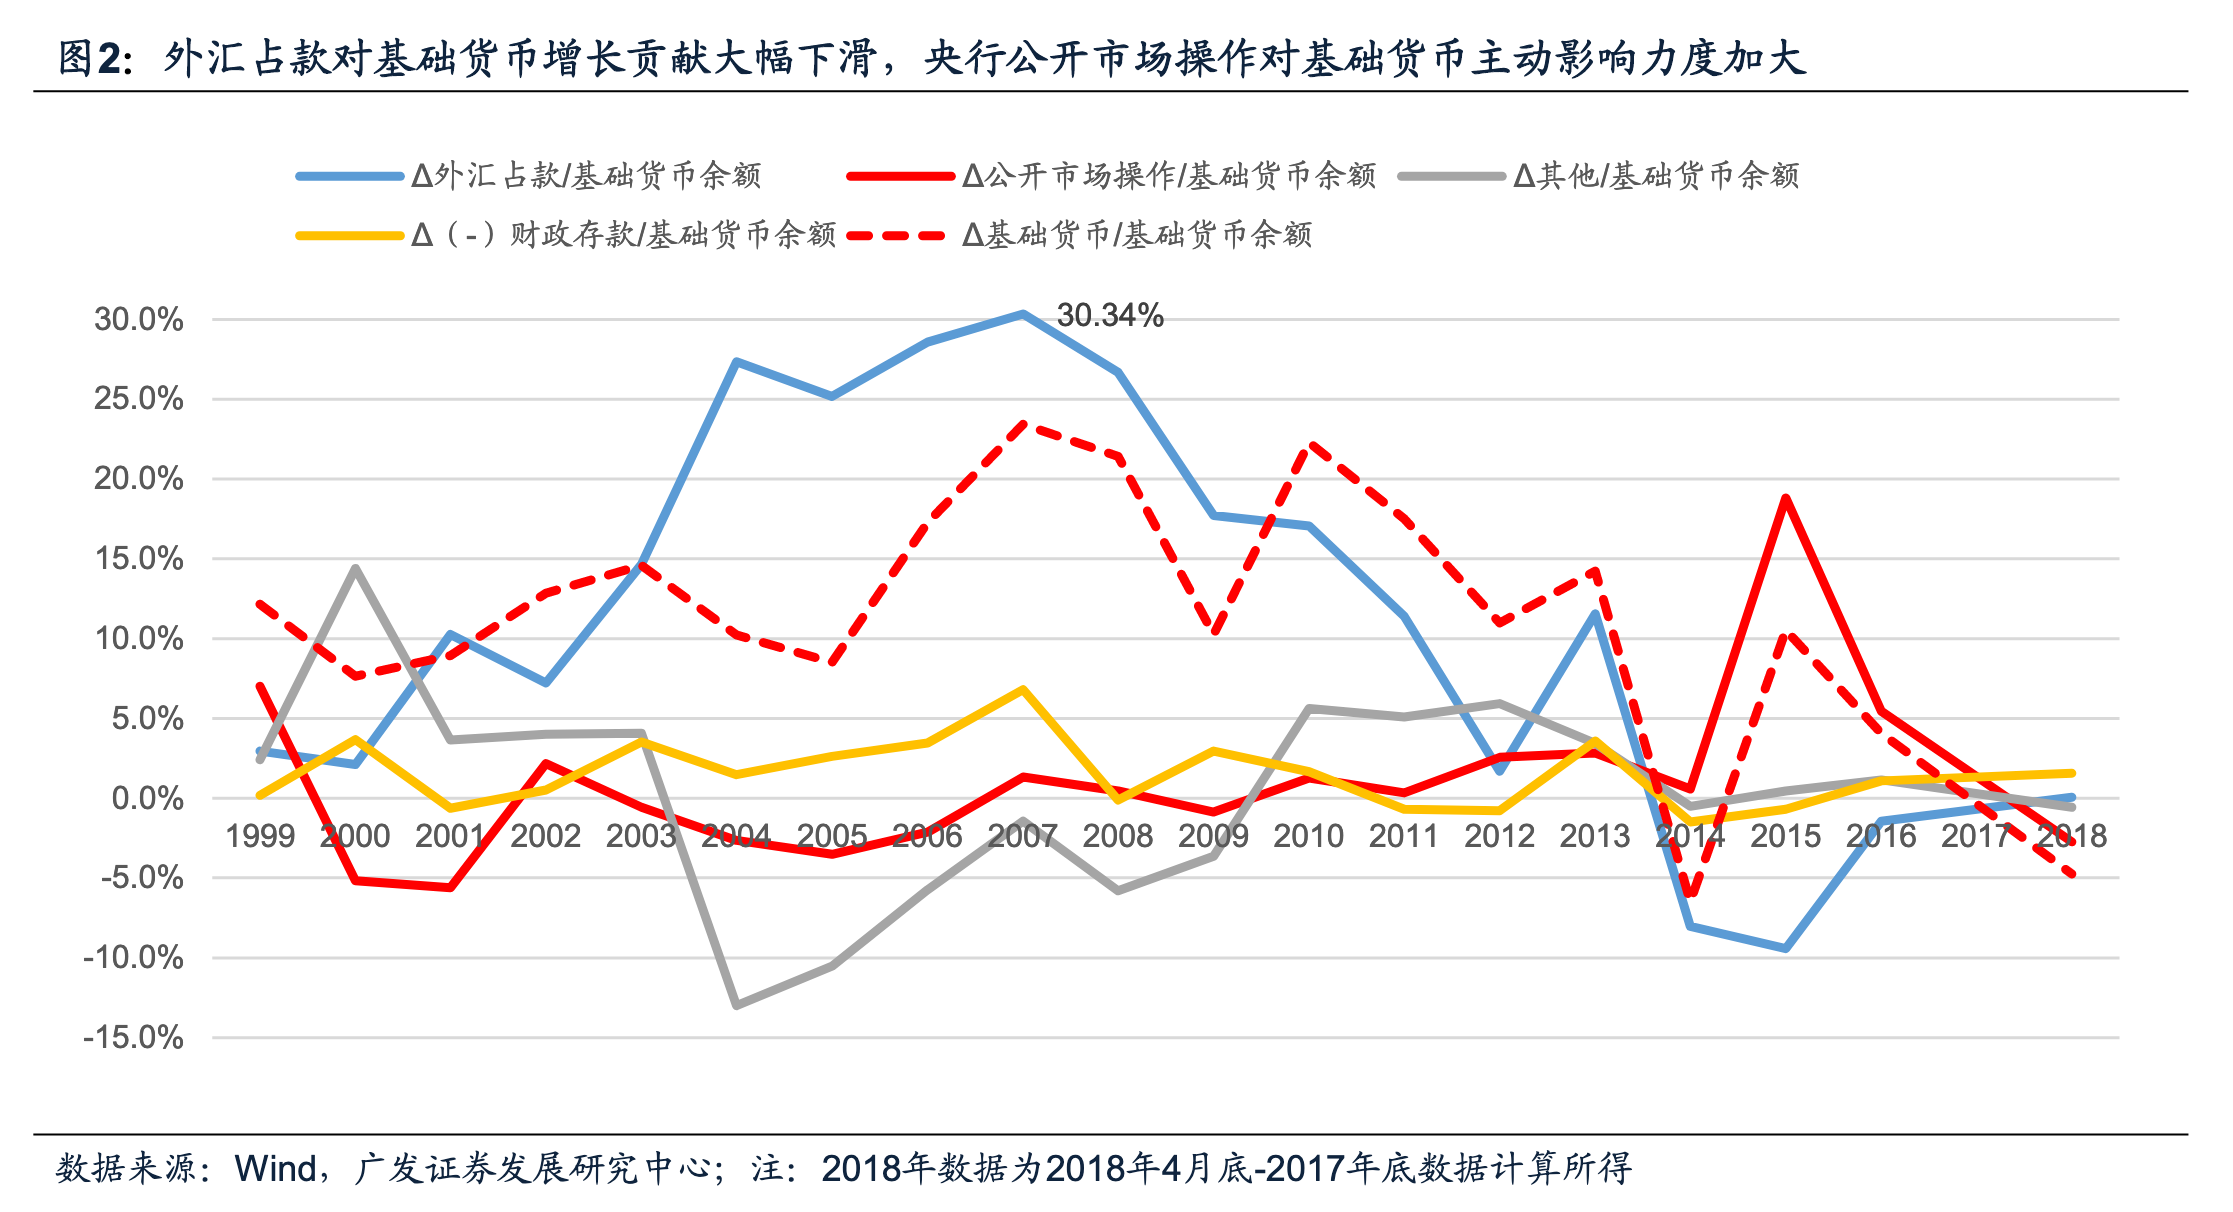 图2：外汇占款对基础货币增长贡献大幅下滑，央行公开市场操作对基础货币主动影响力度加大
Δ外汇占款/基础货币余额
Δ公开市场操作/基础货币余额
Δ其他/基础货币余额
Δ（-）财政存款/基础货币余额
Δ基础货币/基础货币余额
30.34%
30.0%
25.0%
20.0%
15.0%
10.0%
5.0%
0.0%
-5.0%
-10.0%
-15.0%
1999 2000 2001 2002 2003 2004 2005 2006 2007 2008 2009 2010 2011 2012 2013 2014 2015 2016 2017 2018
数据来源：Wind，广发证券发展研究中心；注：2018年数据为2018年4月底-2017年底数据计算所得